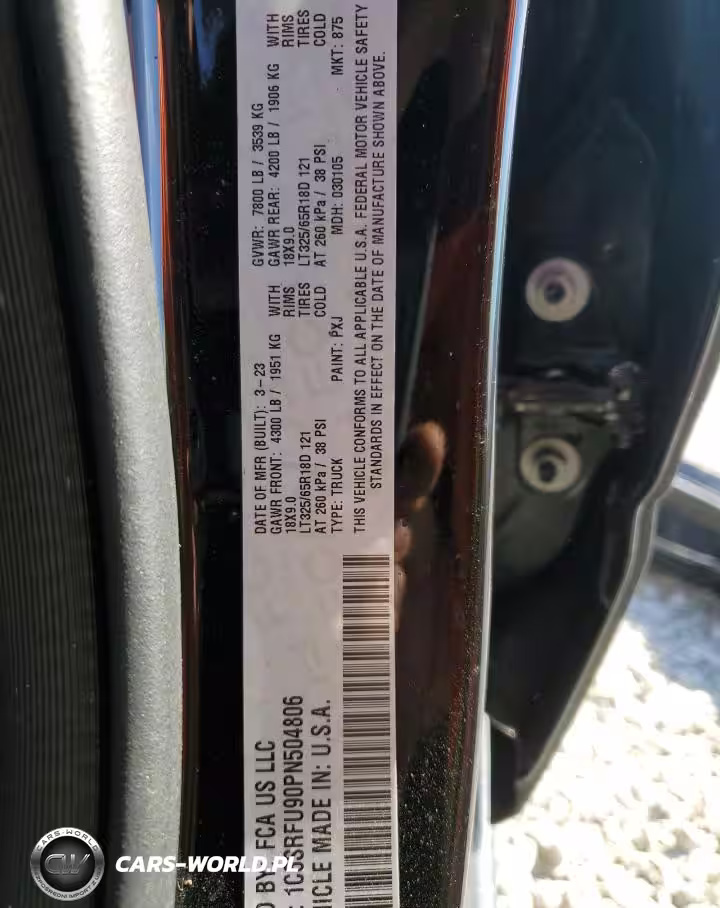 DATE OF MFR (BUILT): 3-23 GVWR: 7800 LB / 3539 KG
GAWR FRONT: 4300 LB / 1951 KG WITH GAWR REAR: 4200 LB / 1906 KG WITH
18X9.0 RIMS 18X9.0 RIMS
LT325/65R18D 121 TIRES LT325/65R18D 121 TIRES
AT 260 kPa / 38 PSI COLD AT 260 kPa / 38 PSI COLD
TYPE: TRUCK PAINT: PXJ MDH: 030105 MKT: 875
THIS VEHICLE CONFORMS TO ALL APPLICABLE U.S.A. FEDERAL MOTOR VEHICLE SAFETY
STANDARDS IN EFFECT ON THE DATE OF MANUFACTURE SHOWN ABOVE.
D BY: FCA US LLC
: 1C6SRFU90PN504806
HICLE MADE IN: U.S.A.
CARS-WORLD
CW
CARS-WORLD.PL